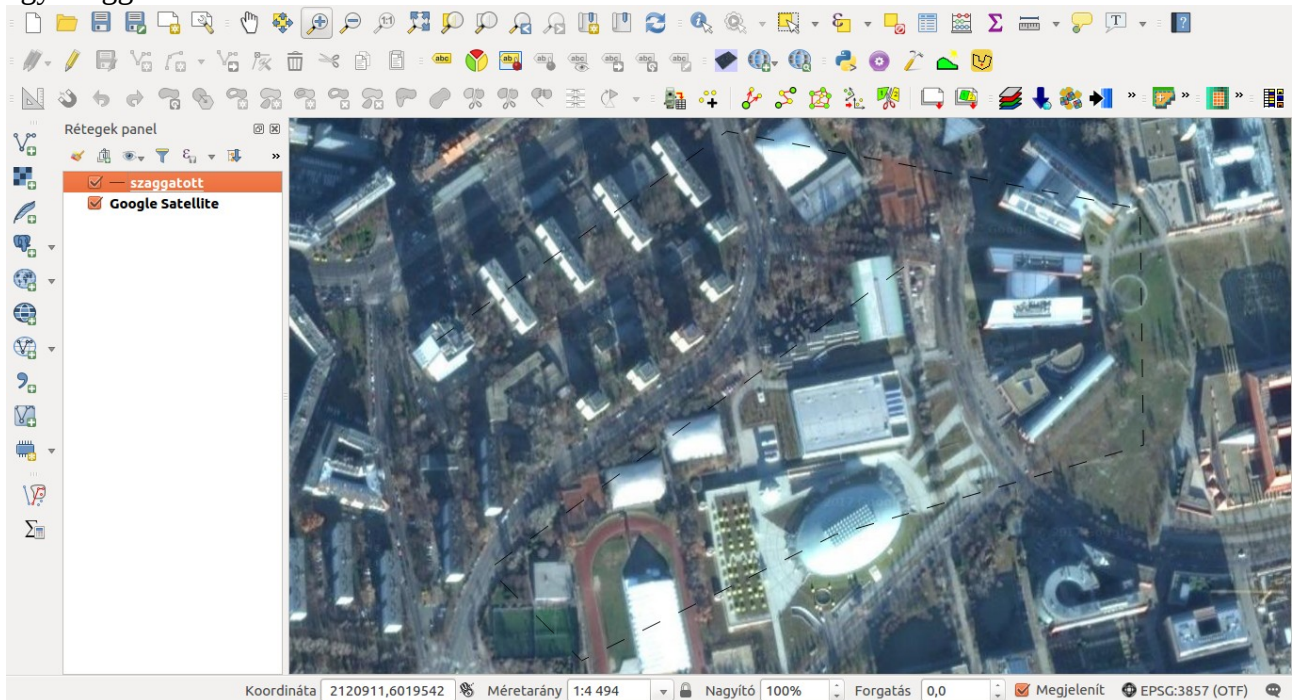 Rétegek panel
szaggatott
Google Satellite
Koordináta 2120911,6019542 Méretarány 1:4 494 Nagyító 100% Forgatás 0,0 Megjelenít EPSG:3857 (OTP)